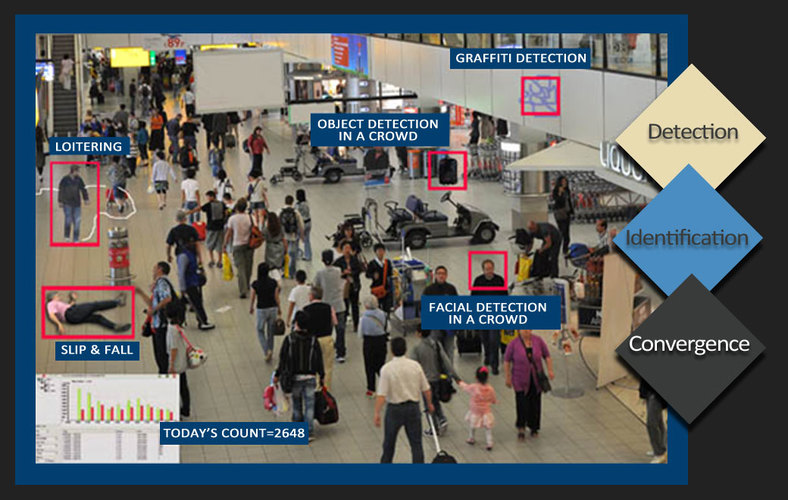 GRAFFITI DETECTION
OBJECT DETECTION
IN A CROWD
LOITERING
Detection
Identification
FACIAL DETECTION
IN A CROWD
SLIP & FALL
Convergence
TODAY'S COUNT=2648